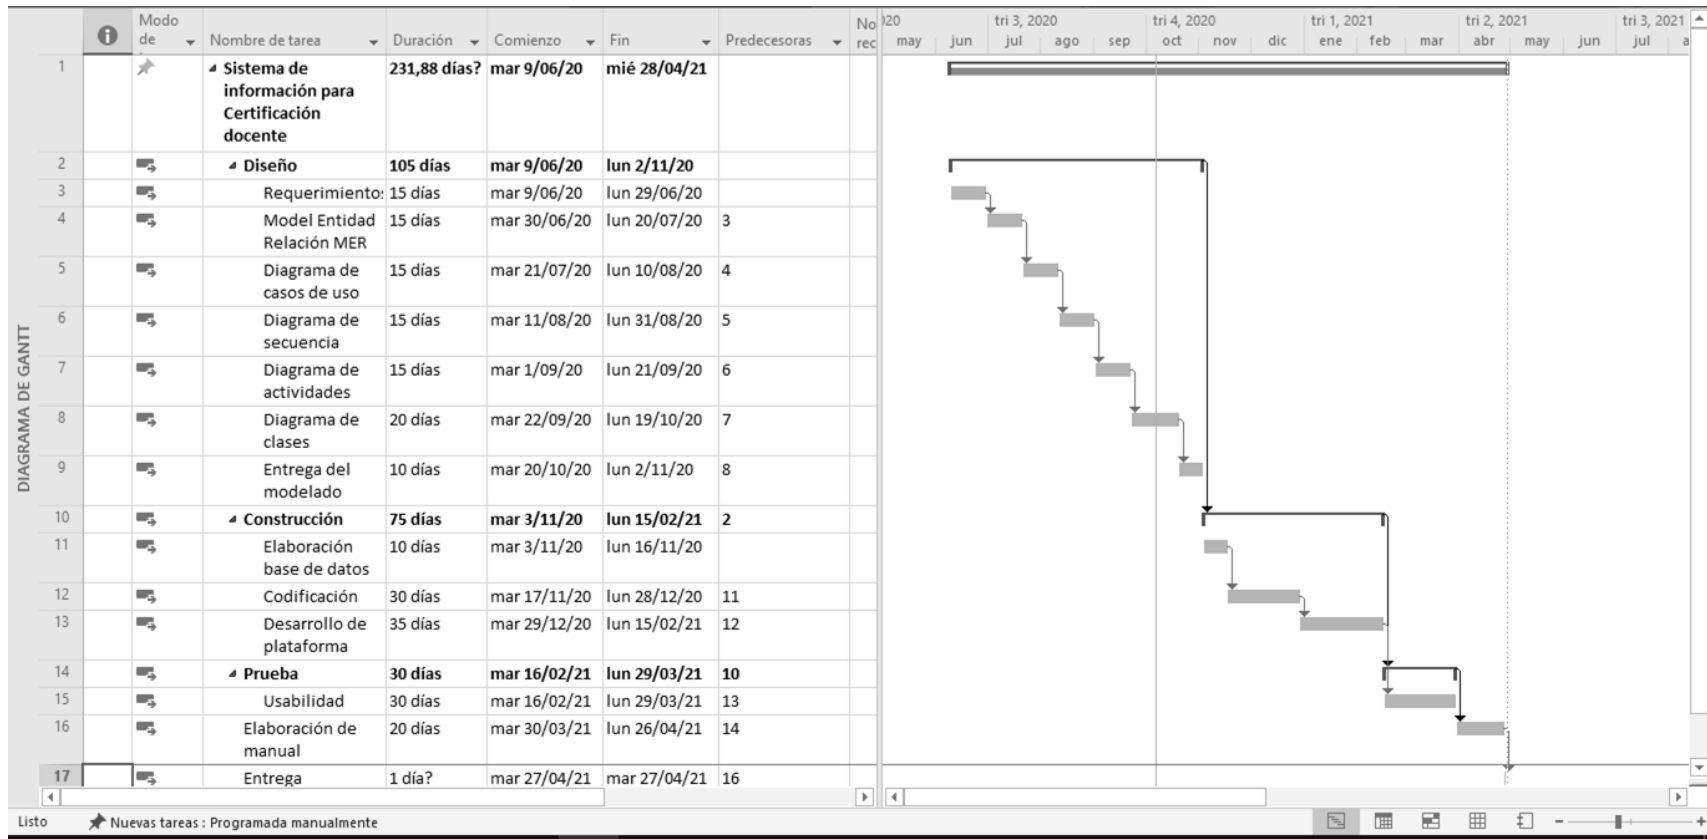 Modo de
Nombre de tarea
Duración
Comienzo
Fin
Predecesoras
No
rec
020
tri 3, 2020
tri 4, 2020
tri 1, 2021
tri 2, 2021
tri 3, 2021
may jun jul ago sep oct nov dic ene feb mar abr may jun jul a
1 Sistema de 231,88 días? mar 9/06/20 mié 28/04/21
información para
Certificación
docente
2 Diseño 105 días mar 9/06/20 lun 2/11/20
3 Requerimientos 15 días mar 9/06/20 lun 29/06/20
4 Model Entidad 15 días mar 30/06/20 lun 20/07/20 3
Relación MER
5 Diagrama de 15 días mar 21/07/20 lun 10/08/20 4
casos de uso
6 Diagrama de 15 días mar 11/08/20 lun 31/08/20 5
secuencia
7 Diagrama de 15 días mar 1/09/20 lun 21/09/20 6
actividades
8 Diagrama de 20 días mar 22/09/20 lun 19/10/20 7
clases
9 Entrega del 10 días mar 20/10/20 lun 2/11/20 8
modelado
10 Construcción 75 días mar 3/11/20 lun 15/02/21 2
11 Elaboración 10 días mar 3/11/20 lun 16/11/20
base de datos
12 Codificación 30 días mar 17/11/20 lun 28/12/20 11
13 Desarrollo de 35 días mar 29/12/20 lun 15/02/21 12
plataforma
14 Prueba 30 días mar 16/02/21 lun 29/03/21 10
15 Usabilidad 30 días mar 16/02/21 lun 29/03/21 13
16 Elaboración de 20 días mar 30/03/21 lun 26/04/21 14
manual
17 Entrega 1 día? mar 27/04/21 mar 27/04/21 16
DIAGRAMA DE GANTT
Listo
Nuevas tareas : Programada manualmente